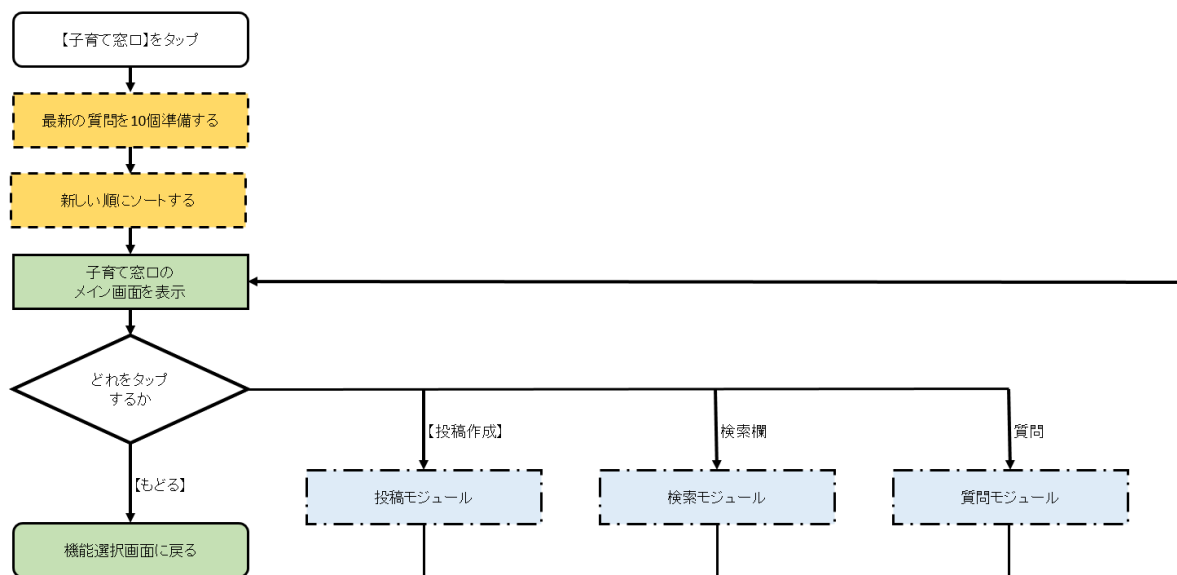 【子育て窓口】をタップ
最新の質問を10個準備する
新しい順にソートする
子育て窓口の
メイン画面を表示
どれをタップ
するか
【投稿作成】
検索欄
質問
【もどる】
投稿モジュール
検索モジュール
質問モジュール
機能選択画面に戻る